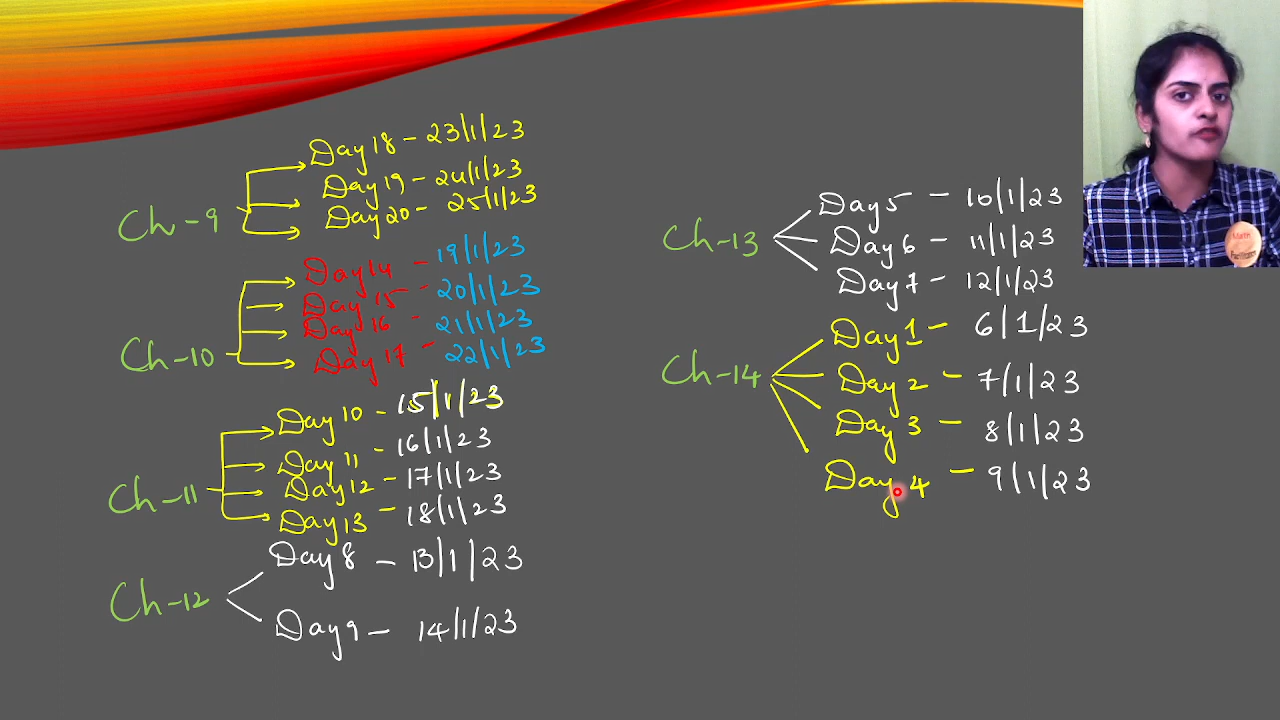 Day 18 - 23/1/23
Day 19 - 24/1/23
Ch-9
Day 20 - 25/1/23
Day 14 - 19/1/23
Day 15 - 20/1/23
Day 16 - 21/1/23
Ch-10
Day 17 - 22/1/23
Day 10 - 15/1/23
Day 11 - 16/1/23
Ch-11
Day 12 - 17/1/23
Day 13 - 18/1/23
Day 8 - 13/1/23
Ch-12
Day 9 - 14/1/23
Day 5 - 10/1/23
Ch-13
Day 6 - 11/1/23
Day 7 - 12/1/23
Day 1 - 6/1/23
Ch-14
Day 2 - 7/1/23
Day 3 - 8/1/23
Day 4 - 9/1/23
Math
Facilitator